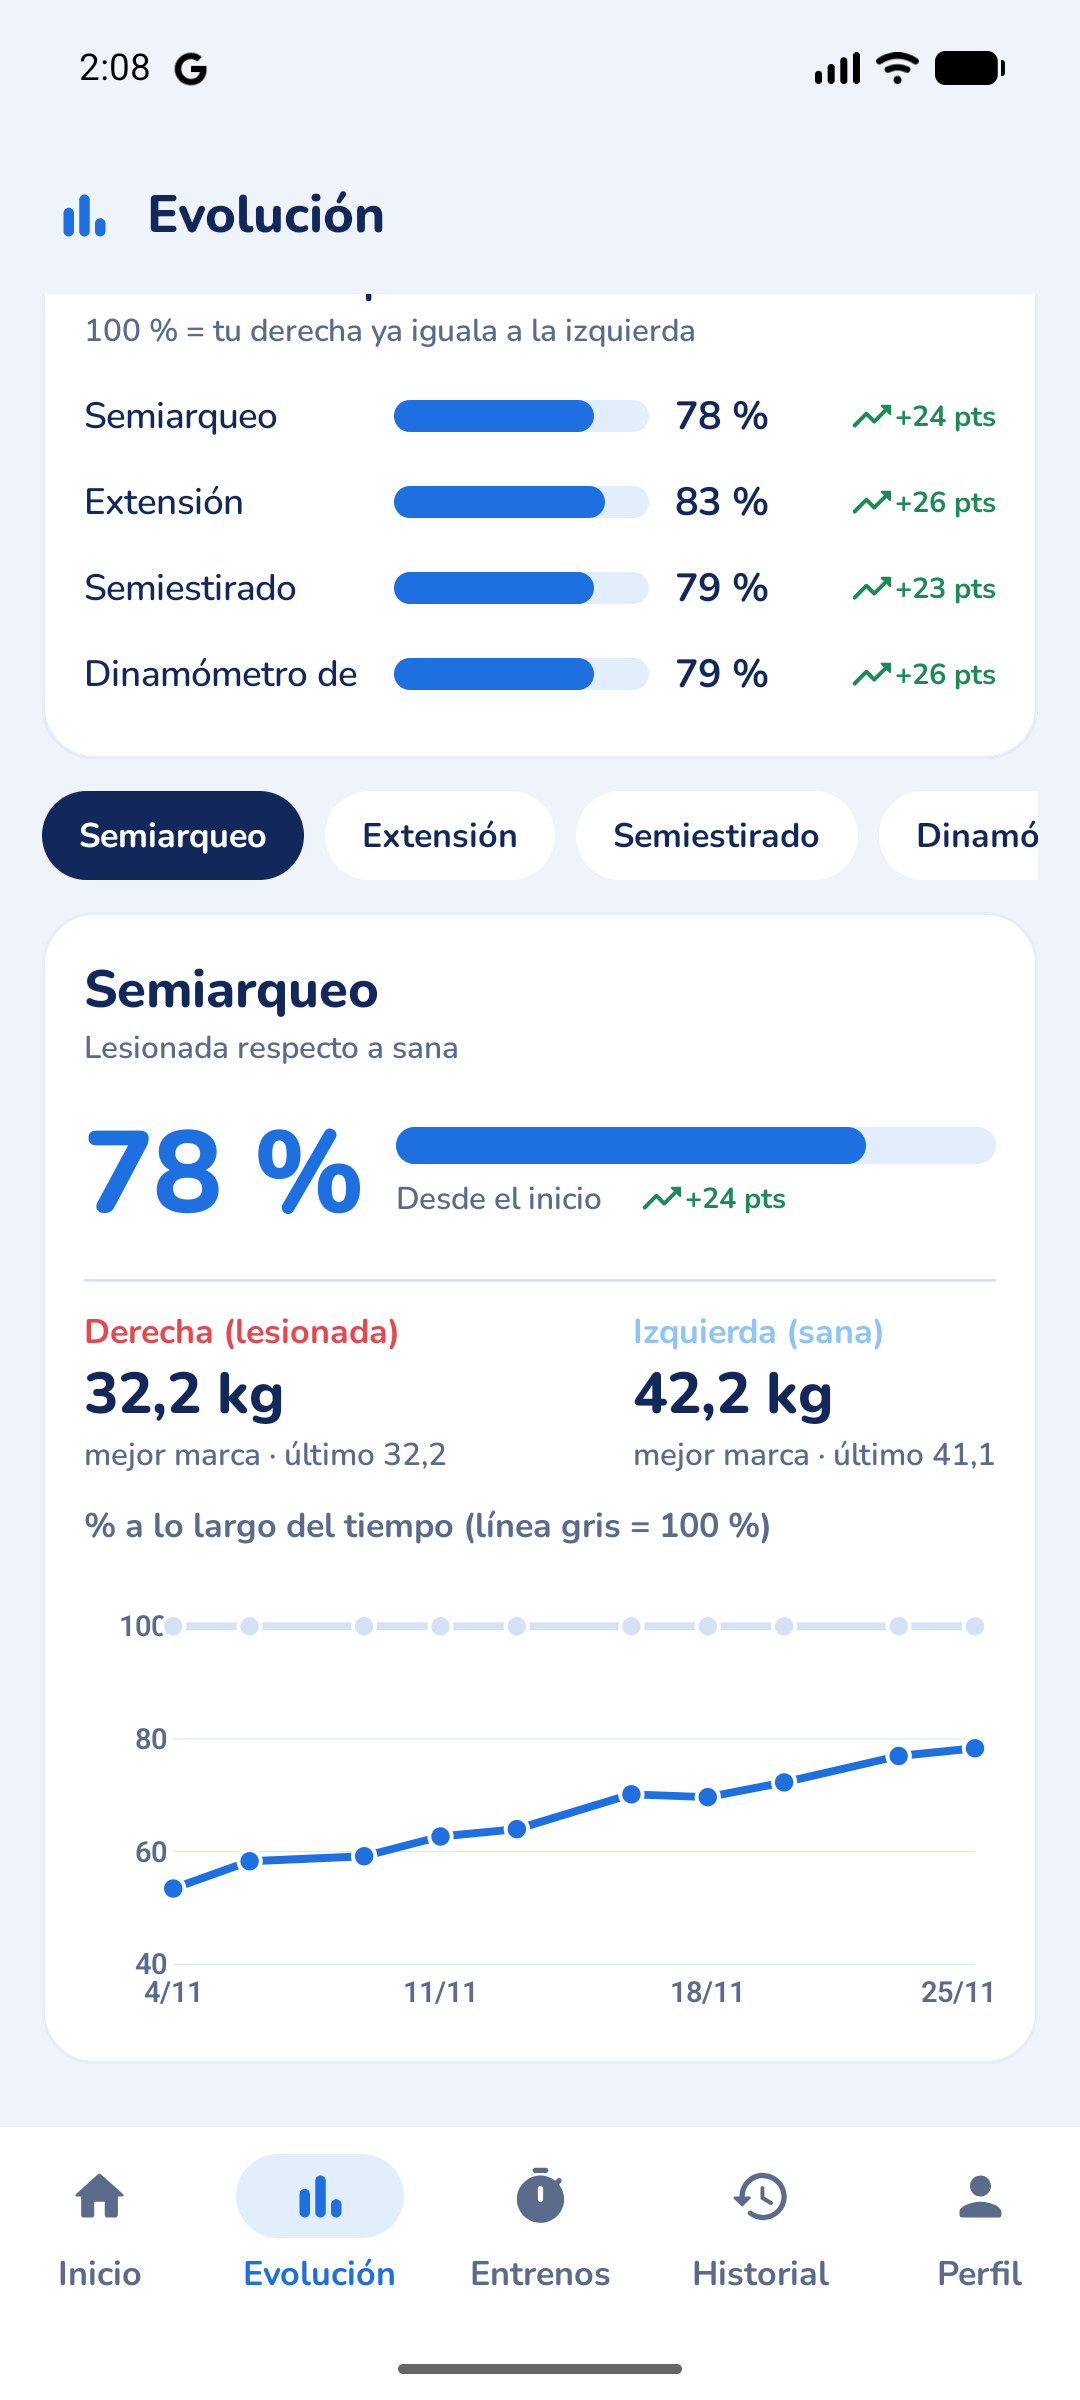 2:08
Evolución
100 % = tu derecha ya iguala a la izquierda
Semiarqueo 78 % +24 pts
Extensión 83 % +26 pts
Semiestirado 79 % +23 pts
Dinamómetro de 79 % +26 pts
Semiarqueo Extensión Semiestirado Dinamó
Semiarqueo
Lesionada respecto a sana
78 %
Desde el inicio +24 pts
Derecha (lesionada) Izquierda (sana)
32,2 kg 42,2 kg
mejor marca · último 32,2 mejor marca · último 41,1
% a lo largo del tiempo (línea gris = 100 %)
100
80
60
40
4/11 11/11 18/11 25/11
Inicio Evolución Entrenos Historial Perfil